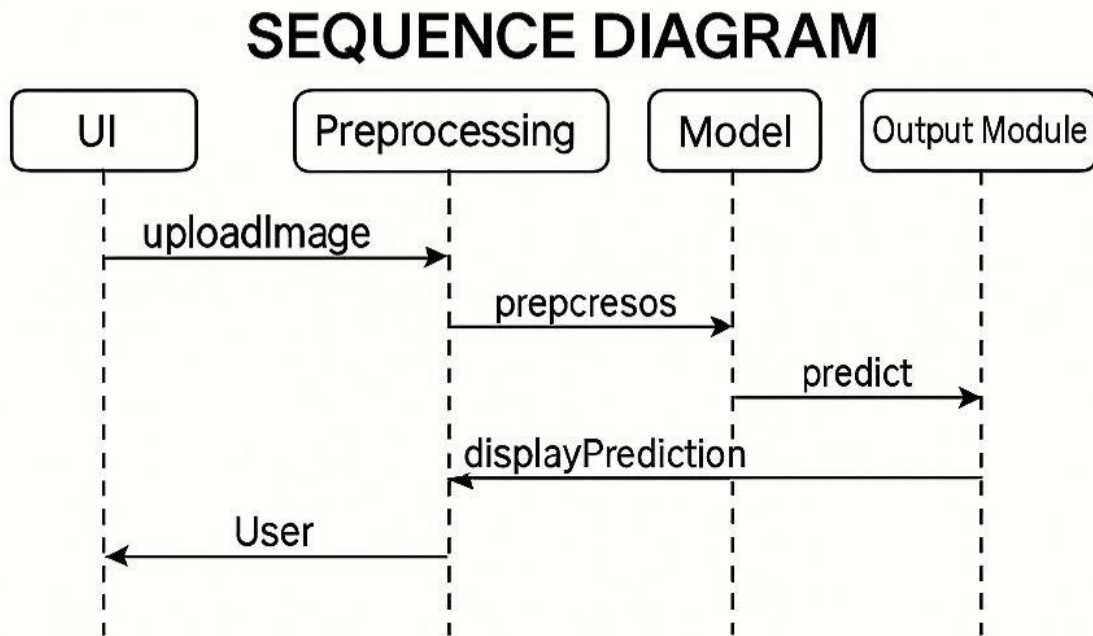 SEQUENCE DIAGRAM
UI
Preprocessing
Model
Output Module
uploadImage
prepcresos
predict
displayPrediction
User